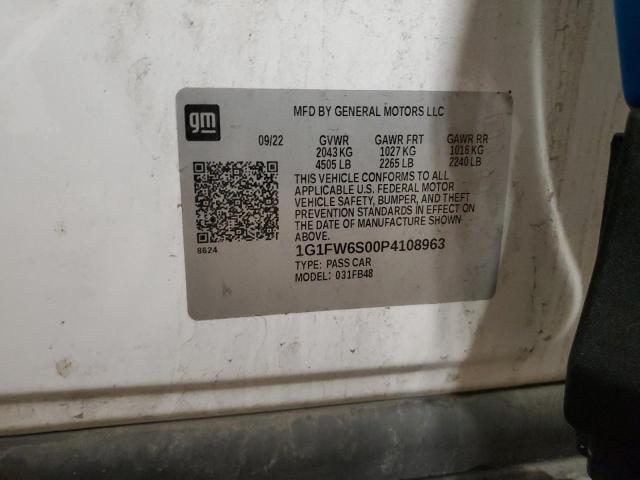 gm
MFD BY GENERAL MOTORS LLC
09/22 GVWR GAWR FRT GAWR RR
2043 KG 1027 KG 1016 KG
4505 LB 2265 LB 2240 LB
THIS VEHICLE CONFORMS TO ALL
APPLICABLE U.S. FEDERAL MOTOR
VEHICLE SAFETY, BUMPER, AND THEFT
PREVENTION STANDARDS IN EFFECT ON
THE DATE OF MANUFACTURE SHOWN
ABOVE.
8624
1G1FW6S00P4108963
TYPE: PASS CAR
MODEL: 031FB48